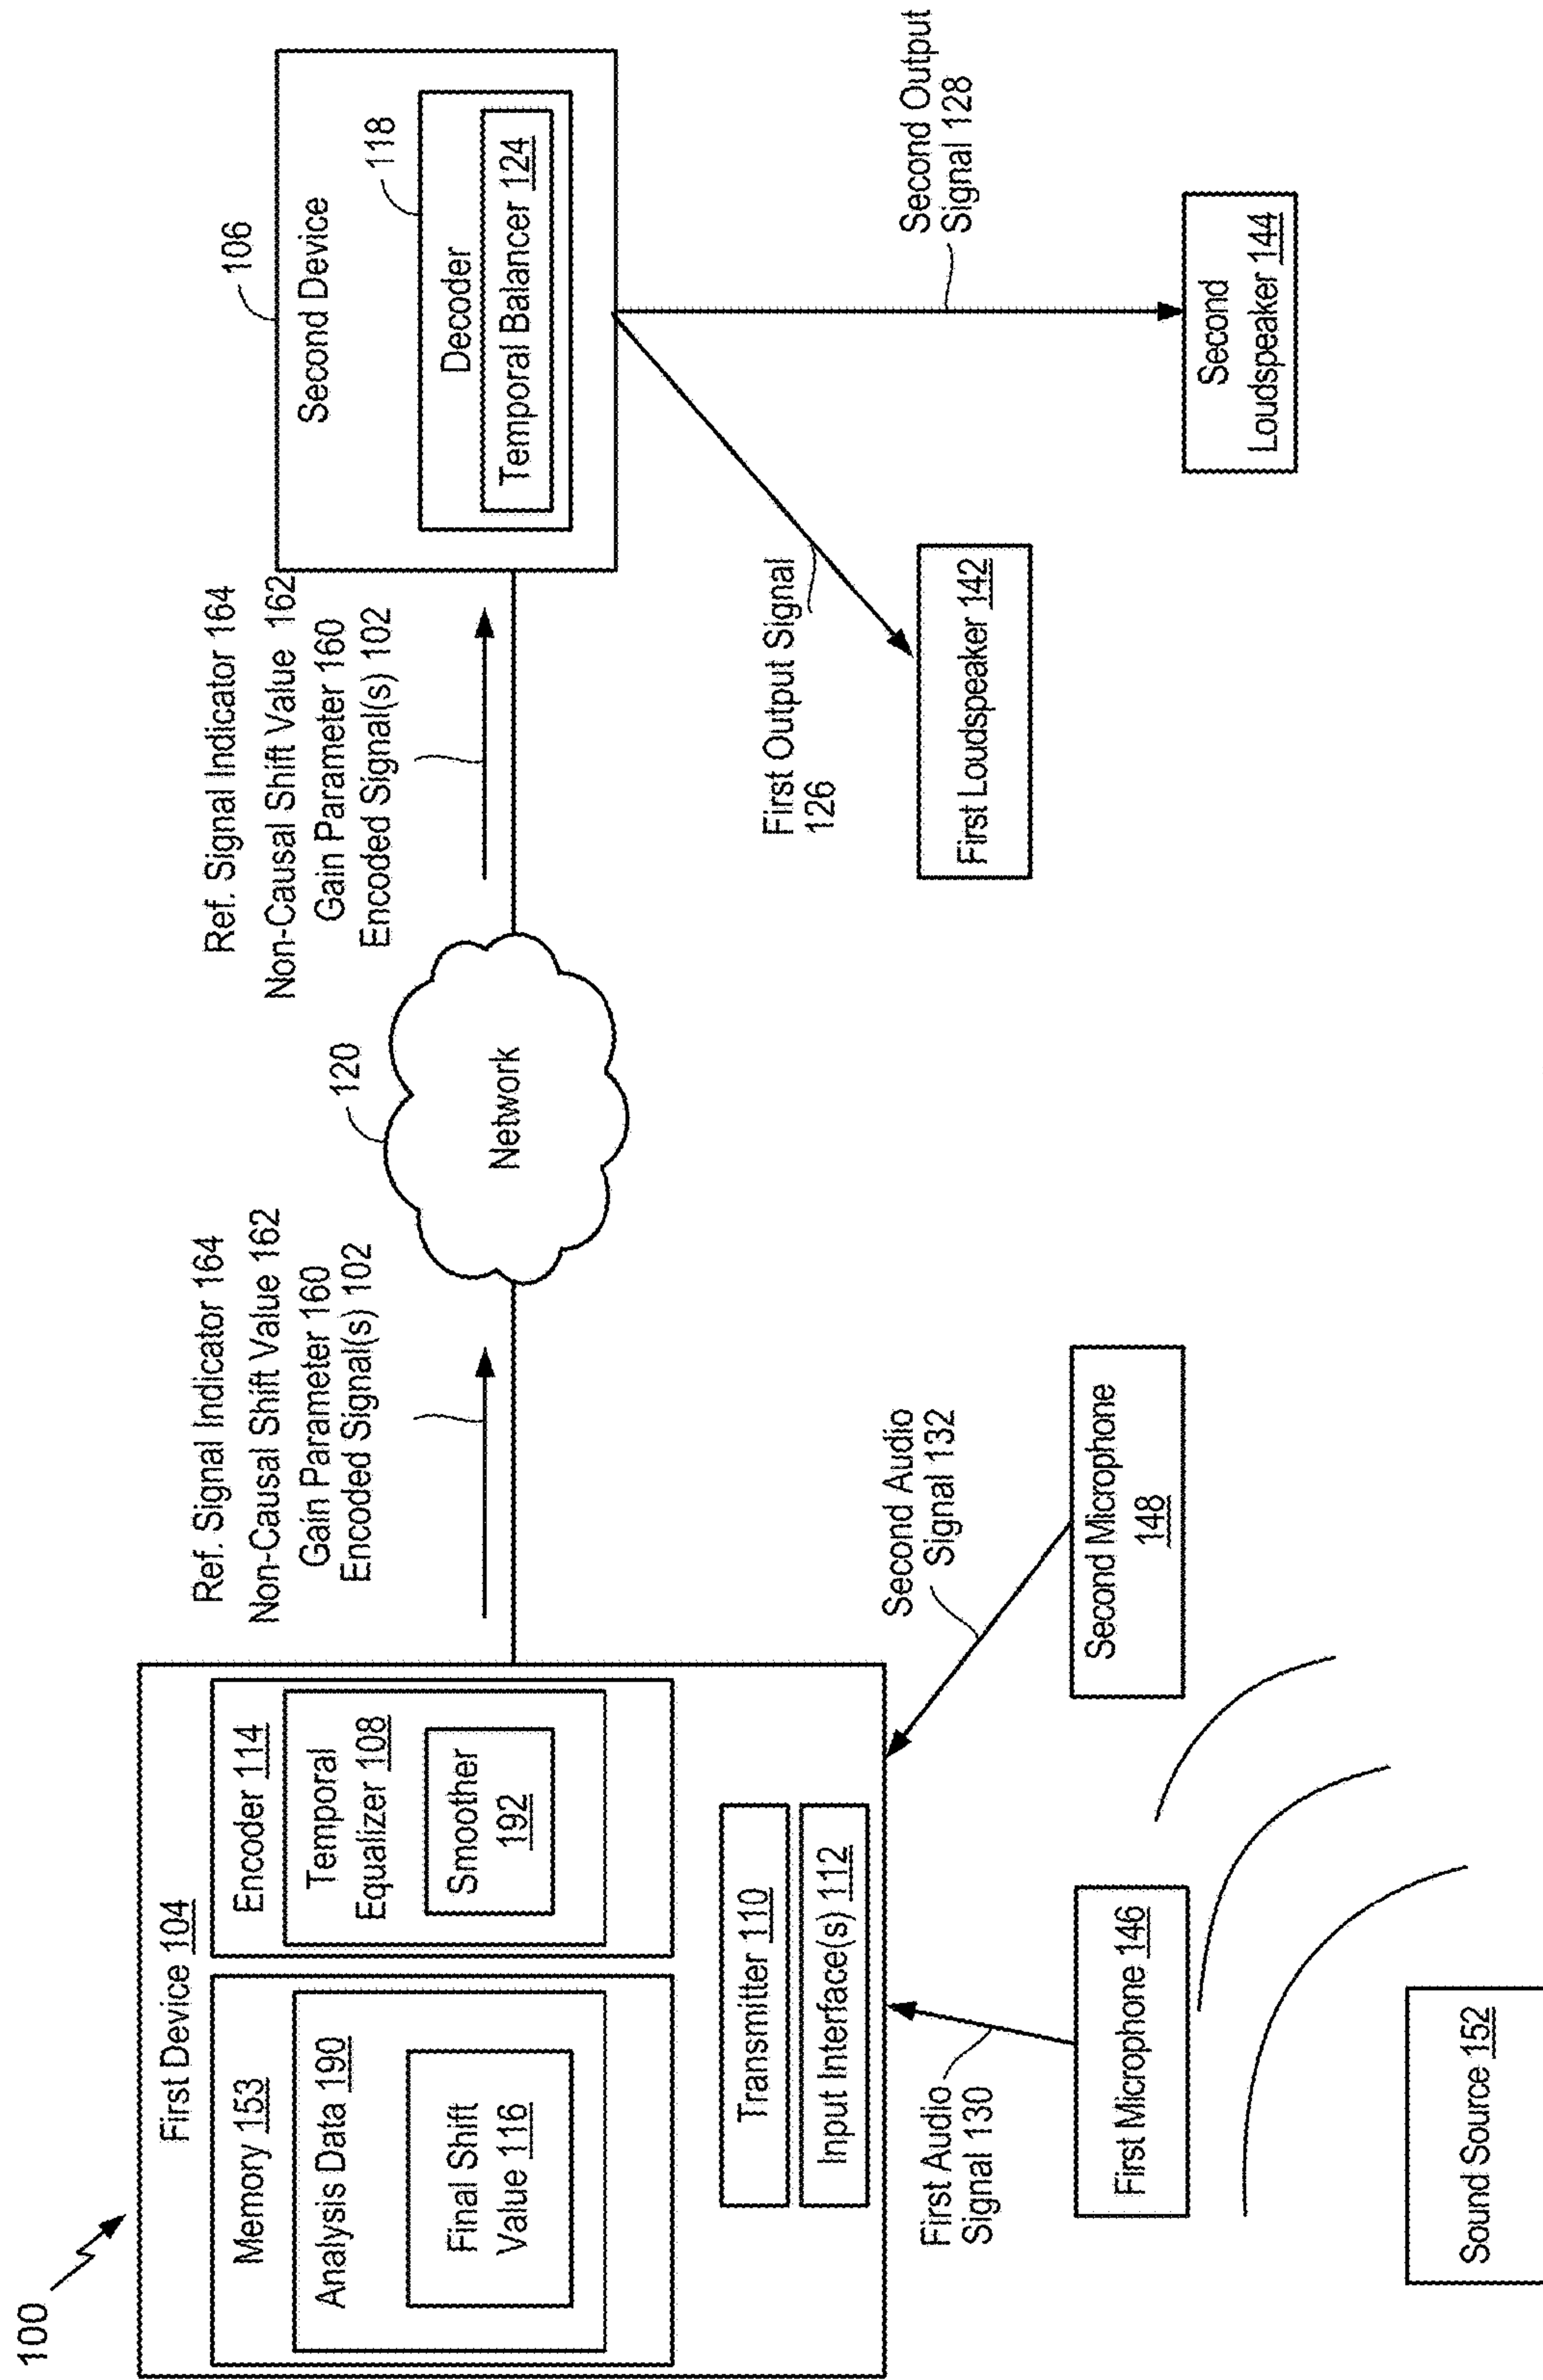 100
First Device 104
Memory 153
Analysis Data 190
Final Shift
Value 116
Encoder 114
Temporal
Equalizer 108
Smoother
192
Transmitter 110
Input Interface(s) 112
First Audio
Signal 130
First Microphone 146
Sound Source 152
Second Audio
Signal 132
Second Microphone
148
Ref. Signal Indicator 164
Non-Causal Shift Value 162
Gain Parameter 160
Encoded Signal(s) 102
120
Network
Ref. Signal Indicator 164
Non-Causal Shift Value 162
Gain Parameter 160
Encoded Signal(s) 102
106
Second Device
118
Decoder
Temporal Balancer 124
First Output Signal
126
First Loudspeaker 142
Second Output
Signal 128
Second
Loudspeaker 144